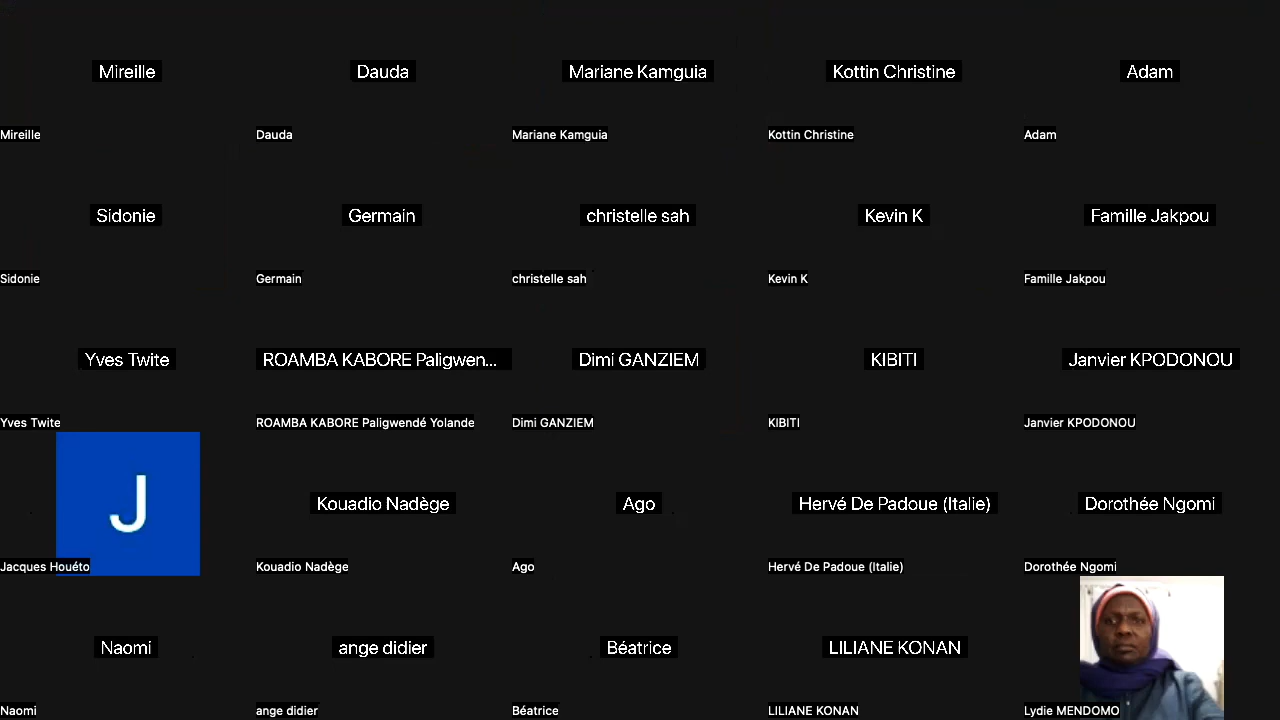 Mireille
Dauda
Mariane Kamguia
Kottin Christine
Adam
Mireille
Dauda
Mariane Kamguia
Kottin Christine
Adam
Sidonie
Germain
christelle sah
Kevin K
Famille Jakpou
Sidonie
Germain
christelle sah
Kevin K
Famille Jakpou
Yves Twite
ROAMBA KABORE Paligwen...
Dimi GANZIEM
KIBITI
Janvier KPODONOU
Yves Twite
ROAMBA KABORE Paligwendé Yolande
Dimi GANZIEM
KIBITI
Janvier KPODONOU
J
Kouadio Nadège
Ago
Hervé De Padoue (Italie)
Dorothée Ngomi
Jacques Houéto
Kouadio Nadège
Ago
Hervé De Padoue (Italie)
Dorothée Ngomi
Naomi
ange didier
Béatrice
LILIANE KONAN
Naomi
ange didier
Béatrice
LILIANE KONAN
Lydie MENDOMO